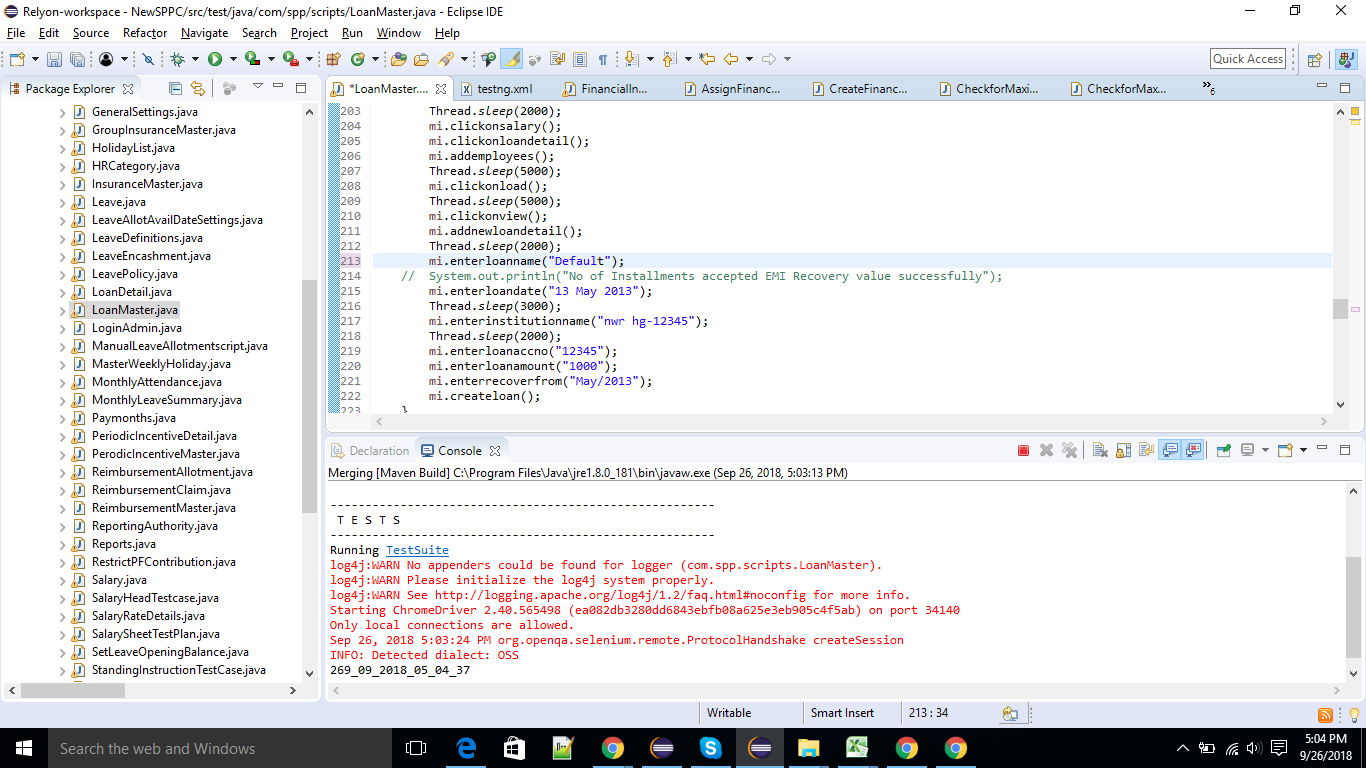 Relyon-workspace - NewSPPC/src/test/java/com/spp/scripts/LoanMaster.java - Eclipse IDE
File Edit Source Refactor Navigate Search Project Run Window Help
Quick Access
Package Explorer
GeneralSettings.java
GroupInsuranceMaster.java
HolidayList.java
HRCategory.java
InsuranceMaster.java
Leave.java
LeaveAllotAvailDateSettings.java
LeaveDefinitions.java
LeaveEncashment.java
LeavePolicy.java
LoanDetail.java
LoanMaster.java
LoginAdmin.java
ManualLeaveAllotmentscript.java
MasterWeeklyHoliday.java
MonthlyAttendance.java
MonthlyLeaveSummary.java
Paymonths.java
PeriodicIncentiveDetail.java
PerodicIncentiveMaster.java
ReimbursementAllotment.java
ReimbursementClaim.java
ReimbursementMaster.java
ReportingAuthority.java
Reports.java
RestrictPFContribution.java
Salary.java
SalaryHeadTestcase.java
SalaryRateDetails.java
SalarySheetTestPlan.java
SetLeaveOpeningBalance.java
StandingInstructionTestCase.java
*LoanMaster.... testng.xml FinancialIn... AssignFinanc... CreateFinanc... CheckforMaxi... CheckforMax... »6
203 Thread.sleep(2000);
204 mi.clickonsalary();
205 mi.clickonloandetail();
206 mi.addemployees();
207 Thread.sleep(5000);
208 mi.clickonload();
209 Thread.sleep(5000);
210 mi.clickonview();
211 mi.addnewloandetail();
212 Thread.sleep(2000);
213 mi.enterloanname("Default");
214 // System.out.println("No of Installments accepted EMI Recovery value successfully");
215 mi.enterloandate("13 May 2013");
216 Thread.sleep(3000);
217 mi.enterinstitutionname("nwr hg-12345");
218 Thread.sleep(2000);
219 mi.enterloanaccno("12345");
220 mi.enterloanamount("1000");
221 mi.enterrecoverfrom("May/2013");
222 mi.createloan();
223 }
Declaration Console
Merging [Maven Build] C:\Program Files\Java\jre1.8.0_181\bin\javaw.exe (Sep 26, 2018, 5:03:13 PM)
-------------------------------------------------------
T E S T S
-------------------------------------------------------
Running TestSuite
log4j:WARN No appenders could be found for logger (com.spp.scripts.LoanMaster).
log4j:WARN Please initialize the log4j system properly.
log4j:WARN See http://logging.apache.org/log4j/1.2/faq.html#noconfig for more info.
Starting ChromeDriver 2.40.565498 (ea082db3280dd6843ebfb08a625e3eb905c4f5ab) on port 34140
Only local connections are allowed.
Sep 26, 2018 5:03:24 PM org.openqa.selenium.remote.ProtocolHandshake createSession
INFO: Detected dialect: OSS
269_09_2018_05_04_37
Writable Smart Insert 213 : 34
Search the web and Windows
5:04 PM
9/26/2018